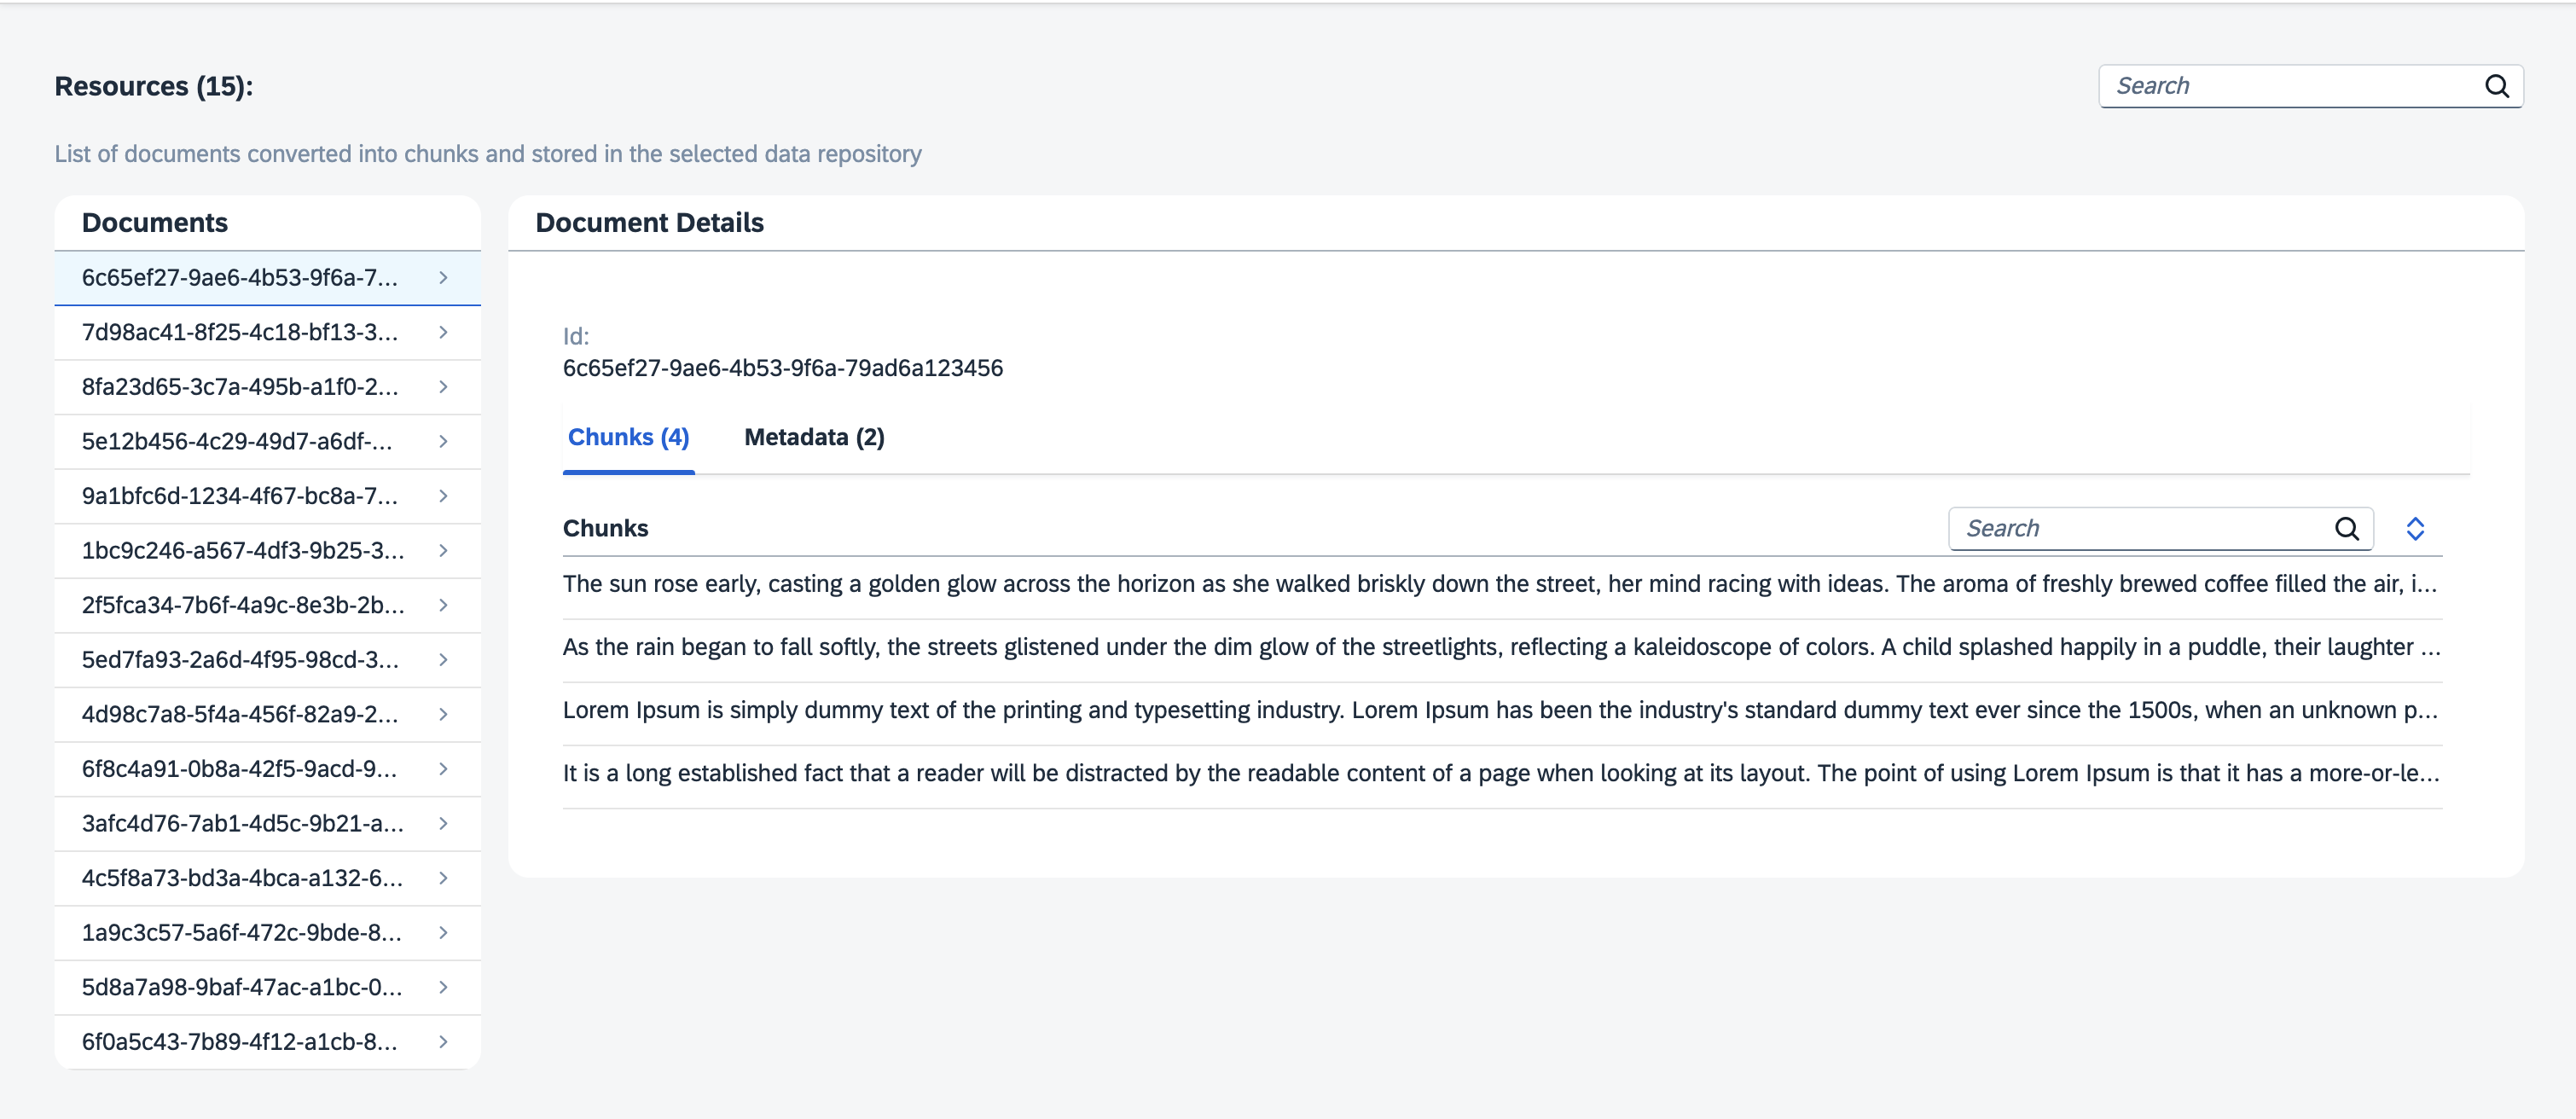 Resources (15):
Search
List of documents converted into chunks and stored in the selected data repository
Documents
6c65ef27-9ae6-4b53-9f6a-7...
7d98ac41-8f25-4c18-bf13-3...
8fa23d65-3c7a-495b-a1f0-2...
5e12b456-4c29-49d7-a6df-...
9a1bfc6d-1234-4f67-bc8a-7...
1bc9c246-a567-4df3-9b25-3...
2f5fca34-7b6f-4a9c-8e3b-2b...
5ed7fa93-2a6d-4f95-98cd-3...
4d98c7a8-5f4a-456f-82a9-2...
6f8c4a91-0b8a-42f5-9acd-9...
3afc4d76-7ab1-4d5c-9b21-a...
4c5f8a73-bd3a-4bca-a132-6...
1a9c3c57-5a6f-472c-9bde-8...
5d8a7a98-9baf-47ac-a1bc-0...
6f0a5c43-7b89-4f12-a1cb-8...
Document Details
Id:
6c65ef27-9ae6-4b53-9f6a-79ad6a123456
Chunks (4) Metadata (2)
Chunks
Search
The sun rose early, casting a golden glow across the horizon as she walked briskly down the street, her mind racing with ideas. The aroma of freshly brewed coffee filled the air, i...
As the rain began to fall softly, the streets glistened under the dim glow of the streetlights, reflecting a kaleidoscope of colors. A child splashed happily in a puddle, their laughter ...
Lorem Ipsum is simply dummy text of the printing and typesetting industry. Lorem Ipsum has been the industry's standard dummy text ever since the 1500s, when an unknown p...
It is a long established fact that a reader will be distracted by the readable content of a page when looking at its layout. The point of using Lorem Ipsum is that it has a more-or-le...